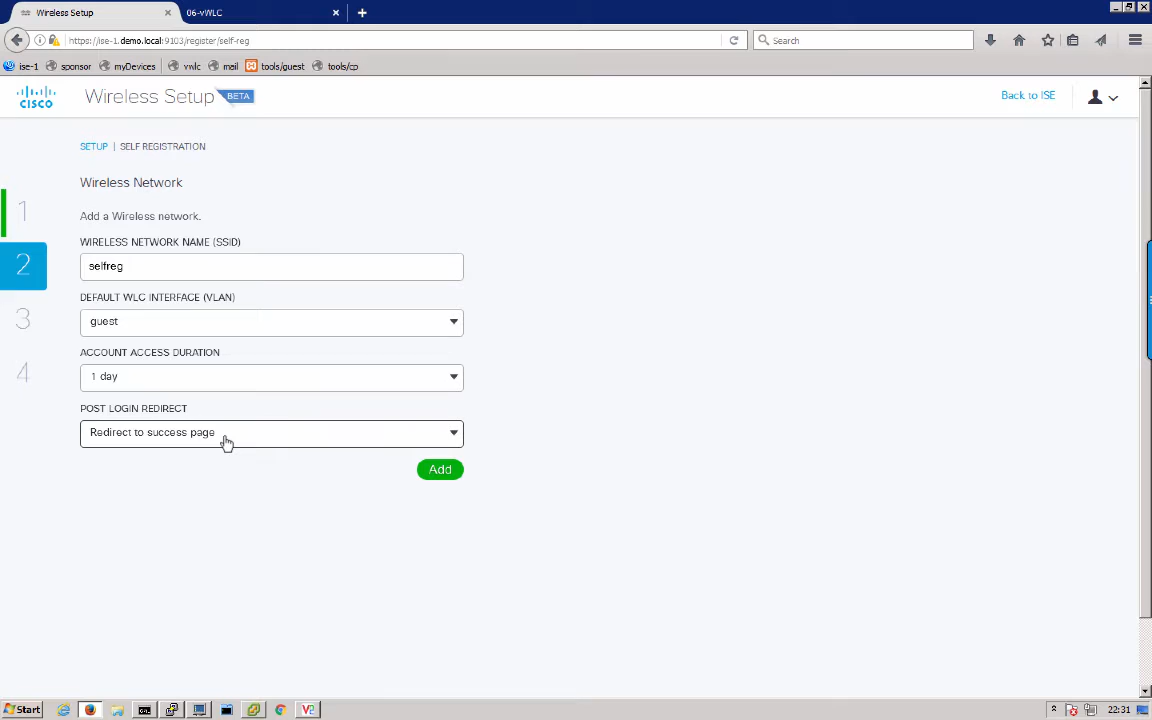 Wireless Setup
06-vWLC
https://ise-1.demo.local:9103/register/self-reg
Search
ise-1
sponsor
myDevices
vwlc
mail
tools/guest
tools/cp
CISCO
Wireless Setup BETA
Back to ISE
SETUP | SELF REGISTRATION
Wireless Network
Add a Wireless network.
WIRELESS NETWORK NAME (SSID)
selfreg
DEFAULT WLC INTERFACE (VLAN)
guest
ACCOUNT ACCESS DURATION
1 day
POST LOGIN REDIRECT
Redirect to success page
Add
1
2
3
4
Start
22:31